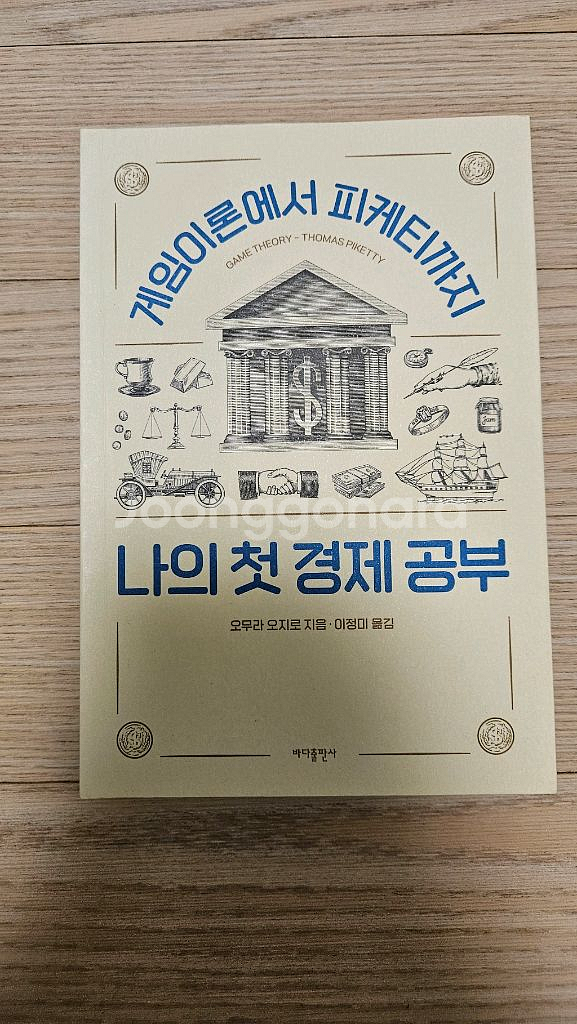 게임이론에서 피케티까지
GAME THEORY - THOMAS PIKETTY
Jam
Joonggonara
나의 첫 경제 공부
오무라 오지로 지음 · 이정미 옮김
바다출판사